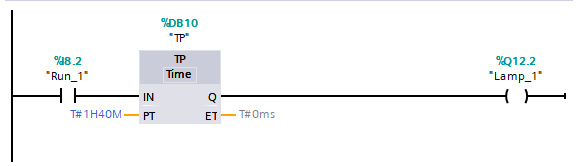 %DB10
"TP"
%I8.2
"Run_1"
TP
Time
%Q12.2
"Lamp_1"
IN
Q
T#1H40M
PT
ET
T#0ms